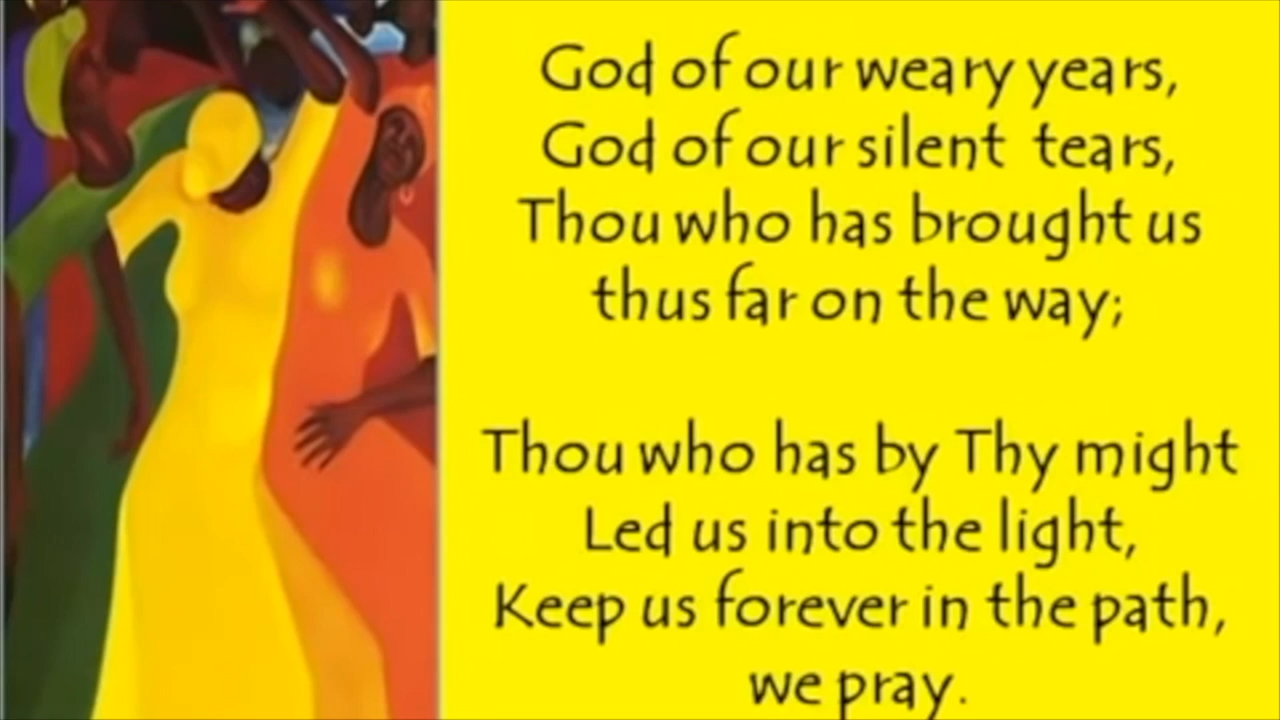 God of our weary years,
God of our silent tears,
Thou who has brought us
thus far on the way;
Thou who has by Thy might
Led us into the light,
Keep us forever in the path,
we pray.